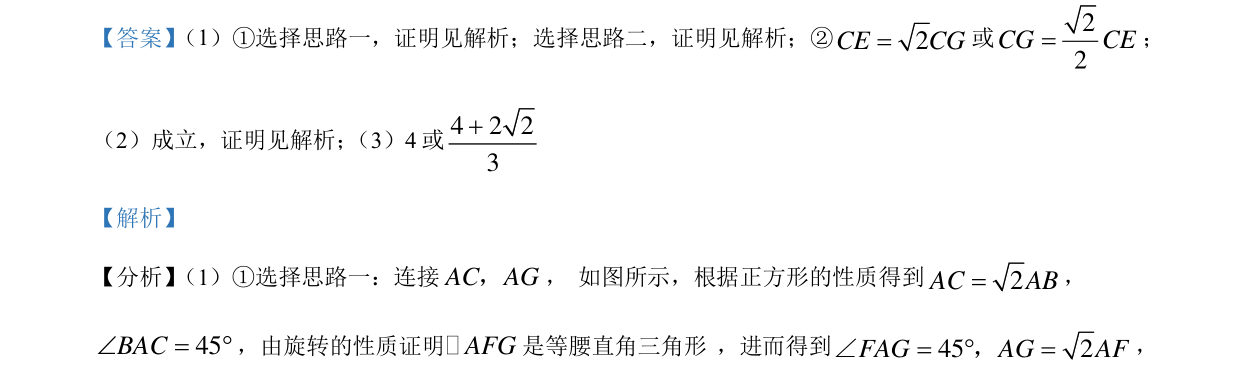 【答案】（1）①选择思路一，证明见解析；选择思路二，证明见解析；②CE = √2CG 或 CG = √2/2 CE；
（2）成立，证明见解析；（3）4 或 (4 + 2√2)/3
【解析】
【分析】（1）①选择思路一：连接 AC，AG， 如图所示，根据正方形的性质得到 AC = √2AB，
∠BAC = 45°，由旋转的性质证明□ AFG 是等腰直角三角形 ，进而得到∠FAG = 45°，AG = √2AF，